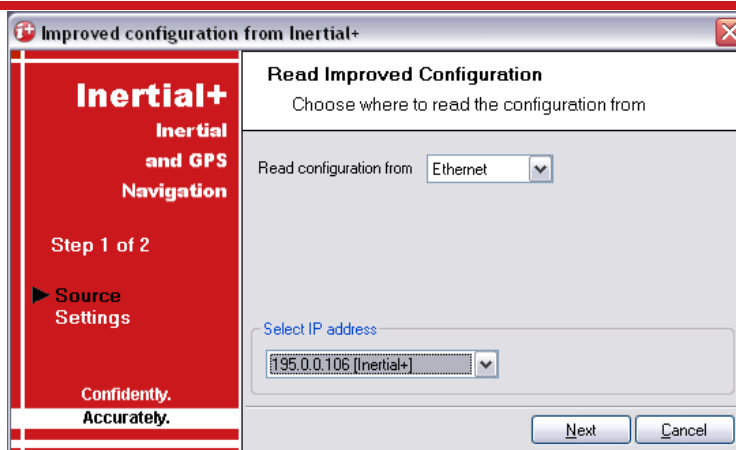 Improved configuration from Inertial+
Inertial+
Inertial
and GPS
Navigation
Step 1 of 2
Source
Settings
Confidently.
Accurately.
Read Improved Configuration
Choose where to read the configuration from
Read configuration from Ethernet
Select IP address
195.0.0.106 [Inertial+]
Next Cancel